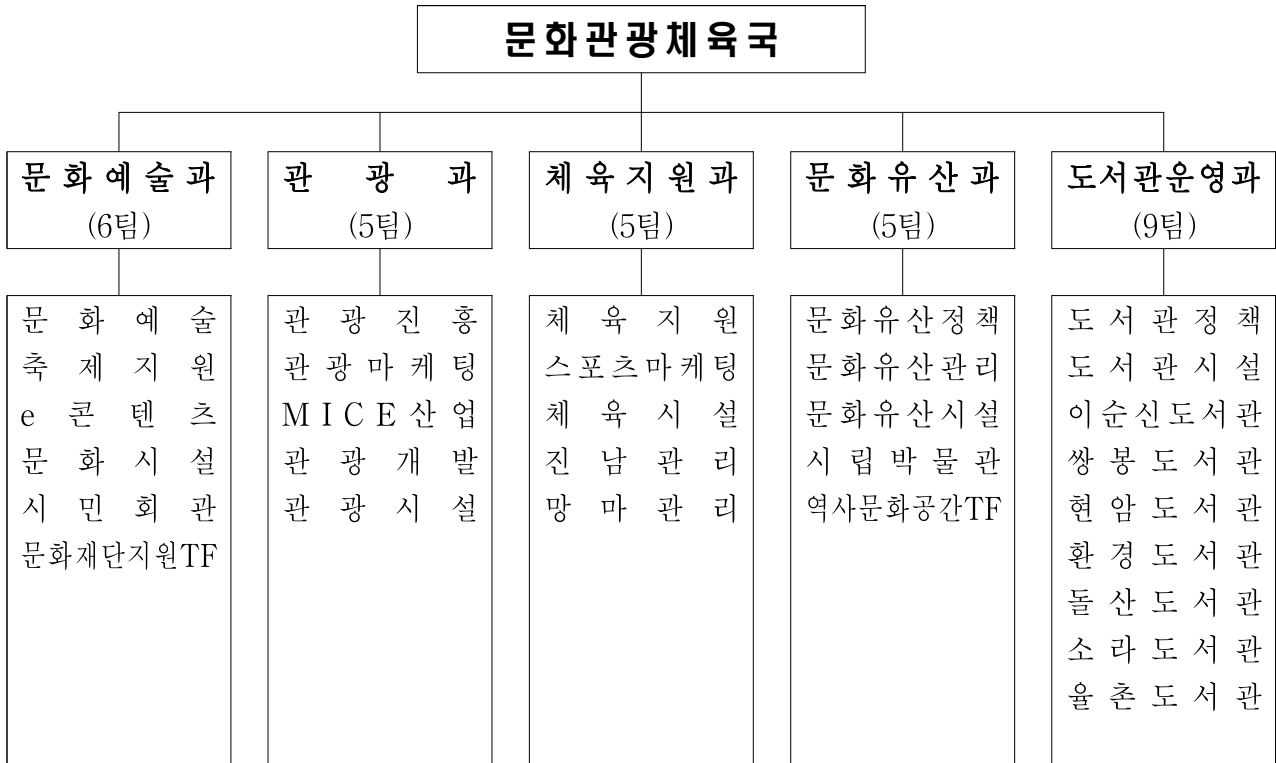 문화관광체육국
문화예술과
(6팀)
관광과
(5팀)
체육지원과
(5팀)
문화유산과
(5팀)
도서관운영과
(9팀)
문화예술
축제지원
e콘텐츠
문화시설
시민회관
문화재단지원TF
관광진흥
관광마케팅
MICE산업
관광개발
관광시설
체육지원
스포츠마케팅
체육시설
진남관리
망마관리
문화유산정책
문화유산관리
문화유산시설
시립박물관
역사문화공간TF
도서관정책
도서관시설
이순신도서관
쌍봉도서관
현암도서관
환경도서관
돌산도서관
소라도서관
율촌도서관